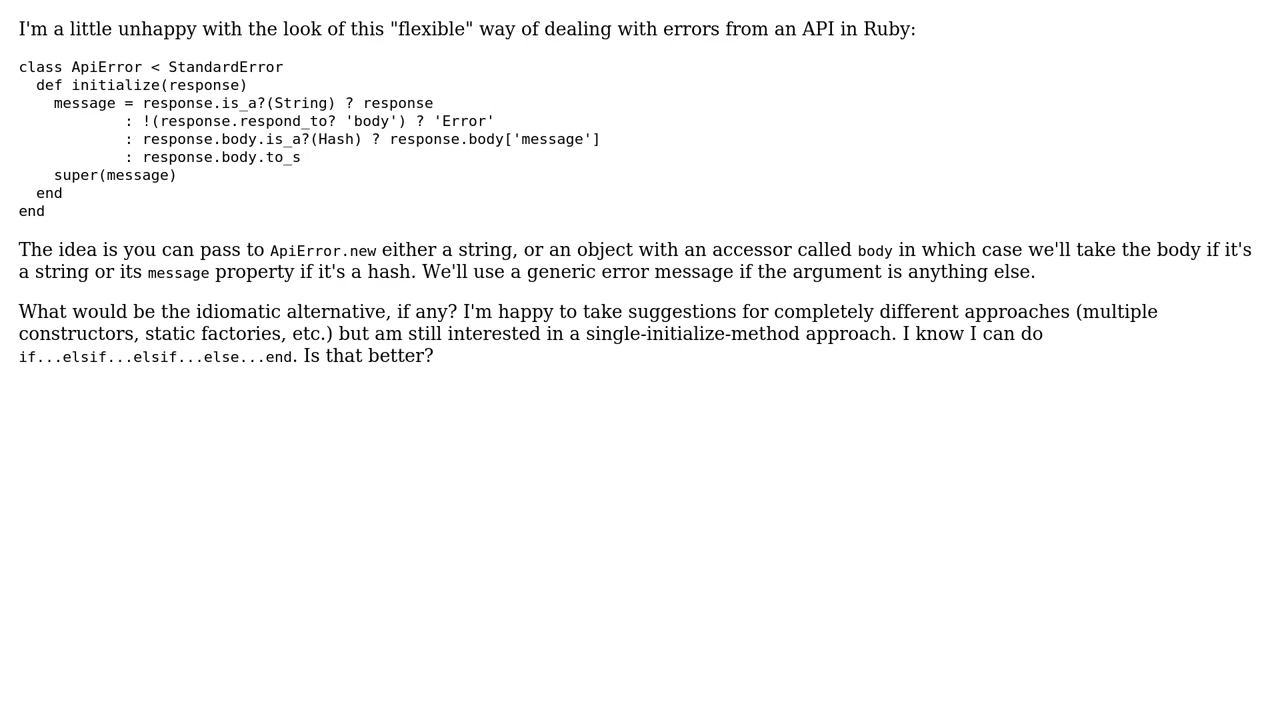 I'm a little unhappy with the look of this "flexible" way of dealing with errors from an API in Ruby:
class ApiError < StandardError
  def initialize(response)
    message = response.is_a?(String) ? response
            : !(response.respond_to? 'body') ? 'Error'
            : response.body.is_a?(Hash) ? response.body['message']
            : response.body.to_s
    super(message)
  end
end
The idea is you can pass to ApiError.new either a string, or an object with an accessor called body in which case we'll take the body if it's
a string or its message property if it's a hash. We'll use a generic error message if the argument is anything else.
What would be the idiomatic alternative, if any? I'm happy to take suggestions for completely different approaches (multiple
constructors, static factories, etc.) but am still interested in a single-initialize-method approach. I know I can do
if...elsif...elsif...else...end. Is that better?